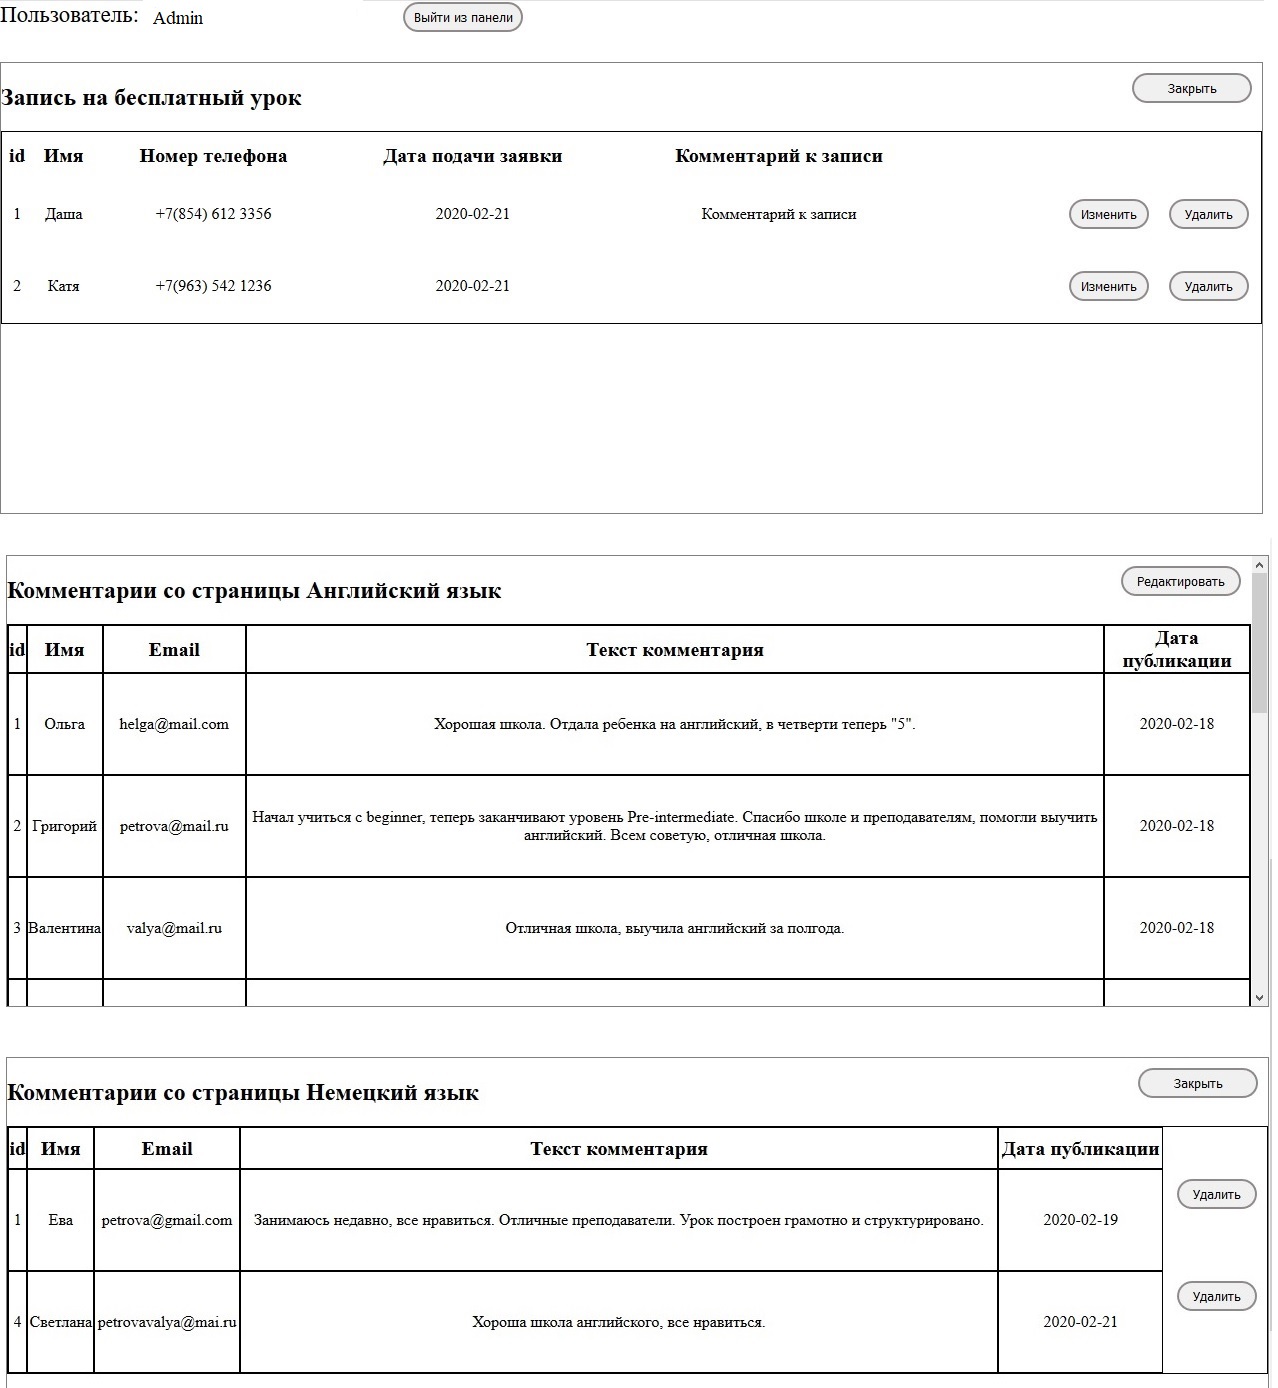 Пользователь: Admin Выйти из панели
Запись на бесплатный урок Закрыть
id Имя Номер телефона Дата подачи заявки Комментарий к записи
1 Даша +7(854) 612 3356 2020-02-21 Комментарий к записи Изменить Удалить
2 Катя +7(963) 542 1236 2020-02-21 Изменить Удалить
Комментарии со страницы Английский язык Редактировать
id Имя Email Текст комментария Дата публикации
1 Ольга helga@mail.com Хорошая школа. Отдала ребенка на английский, в четверти теперь "5". 2020-02-18
2 Григорий petrova@mail.ru Начал учиться с beginner, теперь заканчивают уровень Pre-intermediate. Спасибо школе и преподавателям, помогли выучить
английский. Всем советую, отличная школа. 2020-02-18
3 Валентина valya@mail.ru Отличная школа, выучила английский за полгода. 2020-02-18
Комментарии со страницы Немецкий язык Закрыть
id Имя Email Текст комментария Дата публикации
1 Ева petrova@gmail.com Занимаюсь недавно, все нравиться. Отличные преподаватели. Урок построен грамотно и структурировано. 2020-02-19 Удалить
4 Светлана petrovavalya@mai.ru Хороша школа английского, все нравиться. 2020-02-21 Удалить